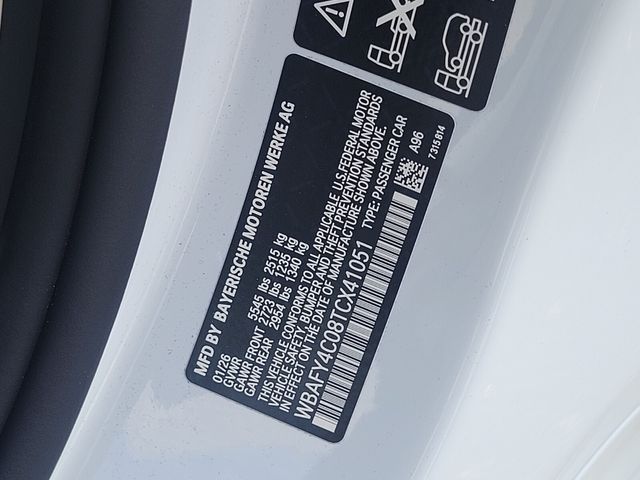 MFD BY BAYERISCHE MOTOREN WERKE AG
01/26
GVWR 5545 lbs 2515 kg
GAWR FRONT 2723 lbs 1235 kg
GAWR REAR 2954 lbs 1340 kg
THIS VEHICLE CONFORMS TO ALL APPLICABLE U.S. FEDERAL MOTOR
VEHICLE SAFETY, BUMPER AND THEFT PREVENTION STANDARDS
IN EFFECT ON THE DATE OF MANUFACTURE SHOWN ABOVE.
WBAFY4C08TCX41051
TYPE: PASSENGER CAR
A96
7315814